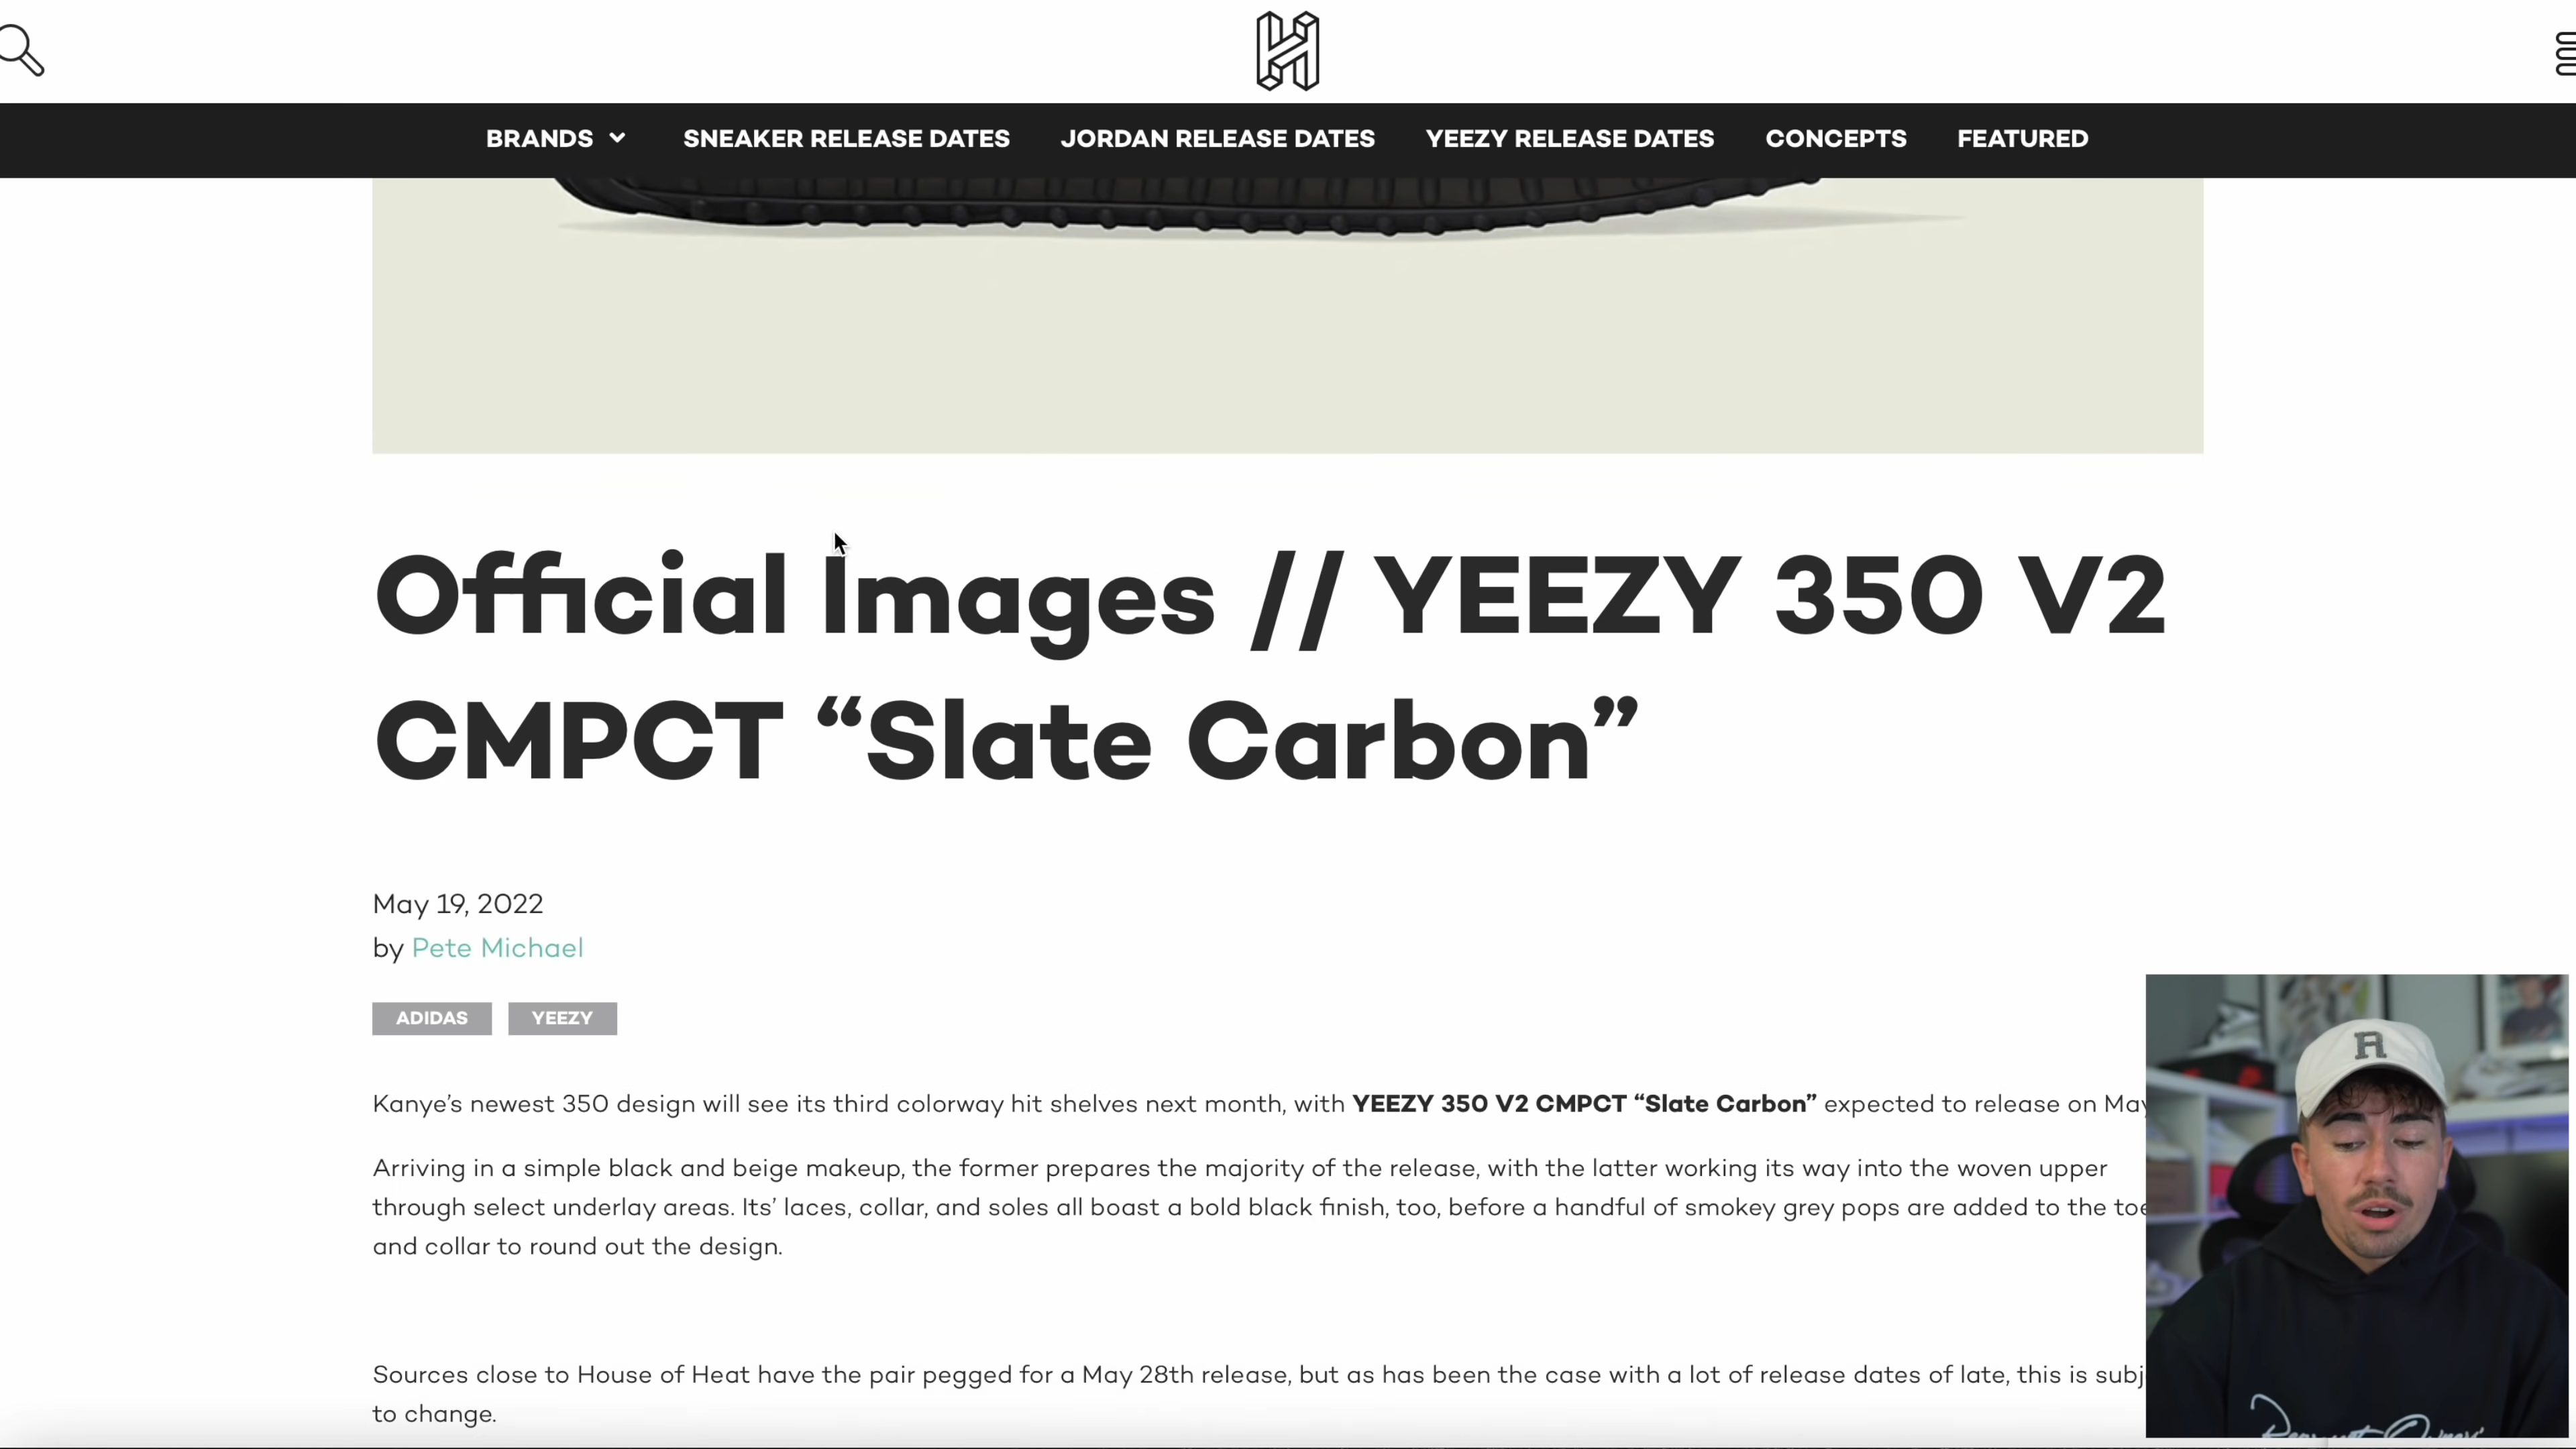 BRANDS SNEAKER RELEASE DATES JORDAN RELEASE DATES YEEZY RELEASE DATES CONCEPTS FEATURED
Official Images // YEEZY 350 V2
CMPCT “Slate Carbon”
May 19, 2022
by Pete Michael
ADIDAS YEEZY
Kanye’s newest 350 design will see its third colorway hit shelves next month, with YEEZY 350 V2 CMPCT “Slate Carbon” expected to release on May
Arriving in a simple black and beige makeup, the former prepares the majority of the release, with the latter working its way into the woven upper
through select underlay areas. Its’ laces, collar, and soles all boast a bold black finish, too, before a handful of smokey grey pops are added to the
and collar to round out the design.
Sources close to House of Heat have the pair pegged for a May 28th release, but as has been the case with a lot of release dates of late, this is
to change.
R